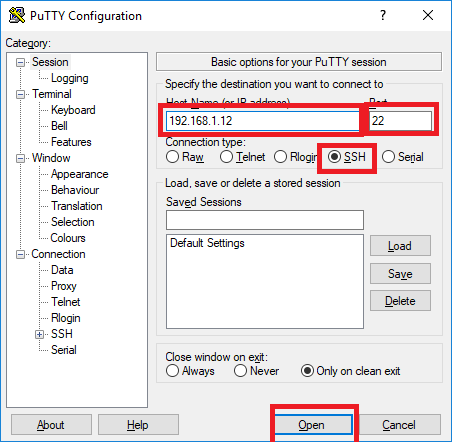 PuTTY Configuration
?
Category:
Session
Logging
Terminal
Keyboard
Bell
Features
Window
Appearance
Behaviour
Translation
Selection
Colours
Connection
Data
Proxy
Telnet
Rlogin
SSH
Serial
Basic options for your PuTTY session
Specify the destination you want to connect to
Host Name (or IP address) Port
192.168.1.12 22
Connection type:
Raw Telnet Rlogin SSH Serial
Load, save or delete a stored session
Saved Sessions
Default Settings
Load
Save
Delete
Close window on exit:
Always Never Only on clean exit
About Help Open Cancel